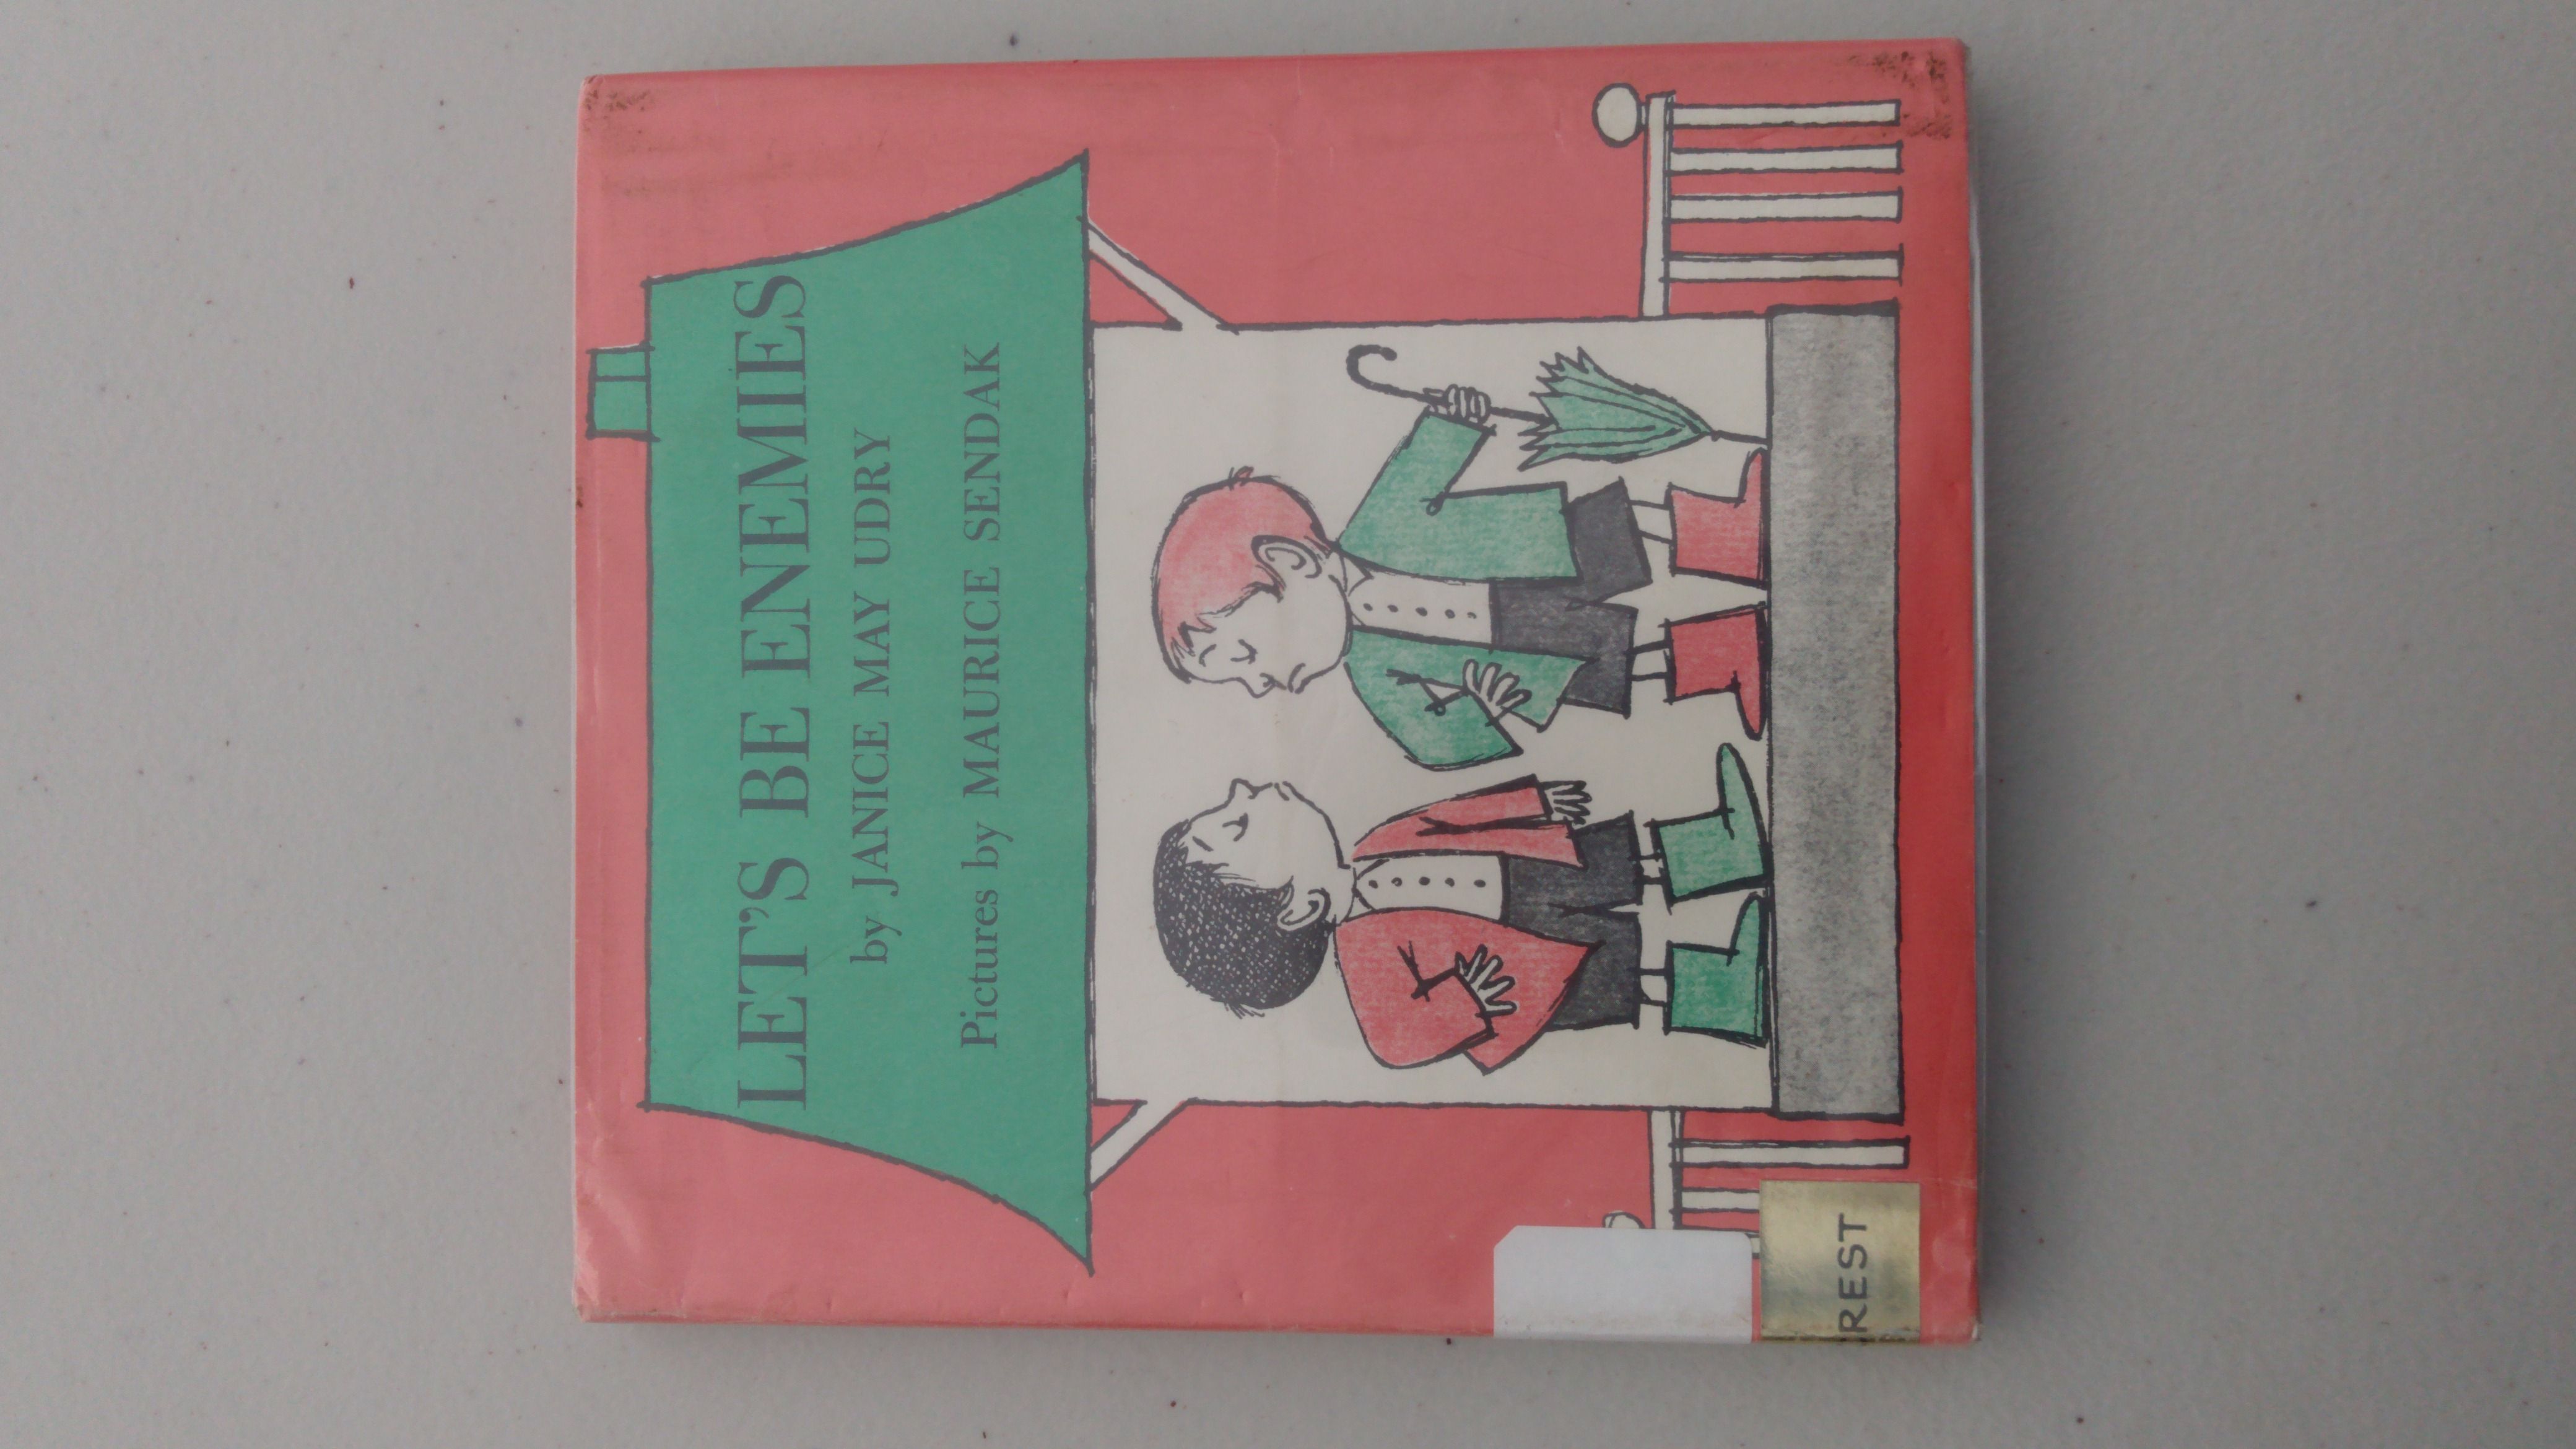 LET'S BE ENEMIES
by JANICE MAY UDRY
Pictures by MAURICE SENDAK
REST